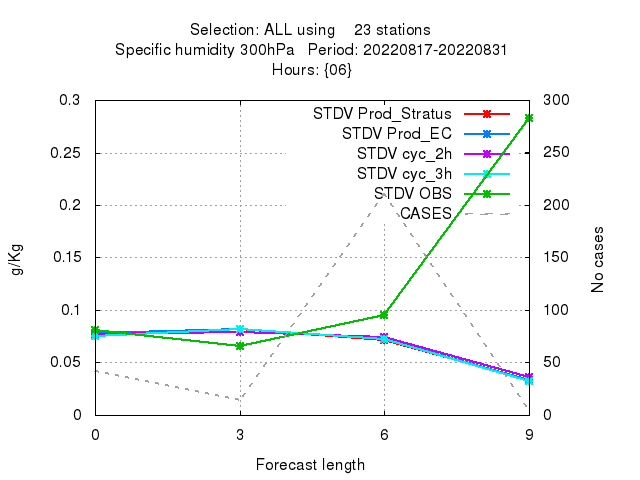 Selection: ALL using    23 stations
Specific humidity 300hPa   Period: 20220817-20220831
Hours: {06}
0.3
0.25
0.2
0.15
0.1
0.05
0
g/Kg
STDV Prod_Stratus
STDV Prod_EC
STDV cyc_2h
STDV cyc_3h
STDV OBS
CASES
300
250
200
150
100
50
0
No cases
0 3 6 9
Forecast length